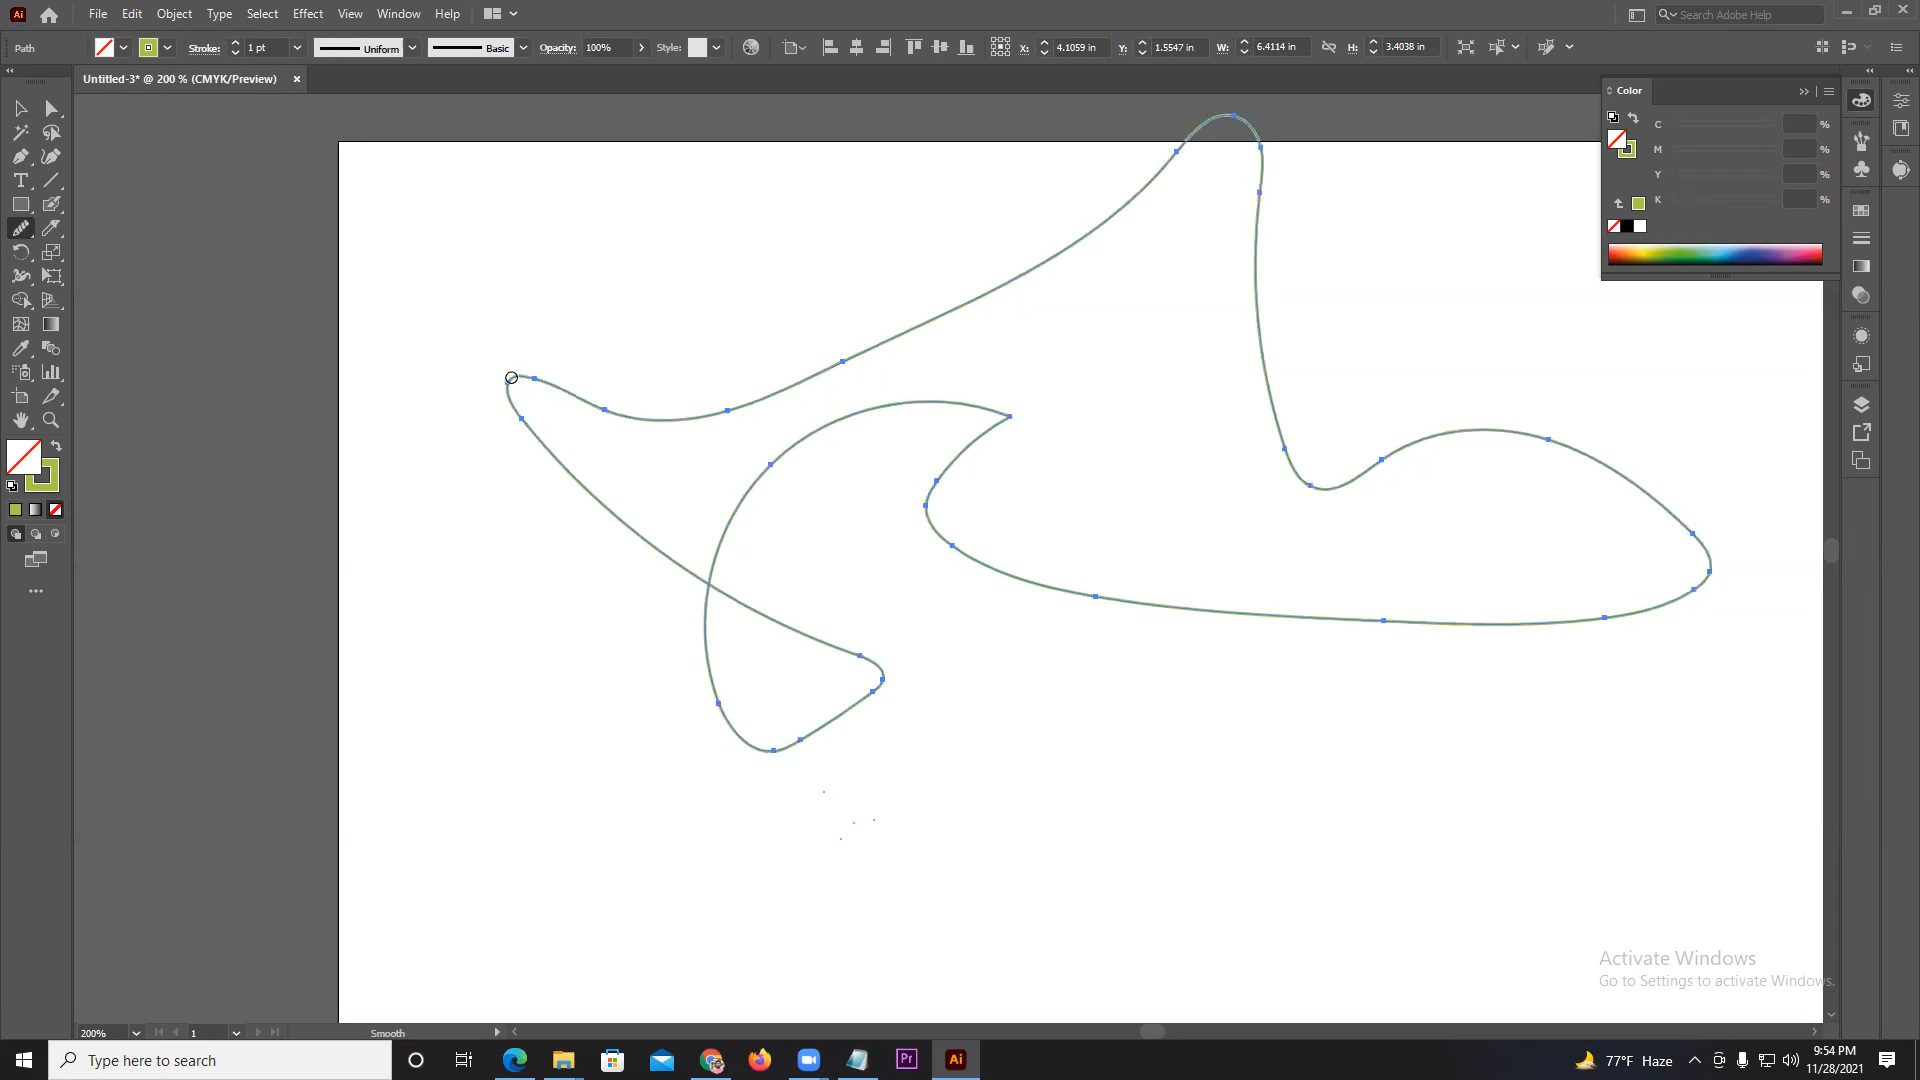 Ai File Edit Object Type Select Effect View Window Help Search Adobe Help
Path Stroke: 1 pt Uniform Basic Opacity: 100% Style: X: 4.1059 in Y: 1.5547 in W: 6.4114 in H: 3.4038 in
Untitled-3* @ 200 % (CMYK/Preview)
Color
C %
M %
Y %
K %
T
Activate Windows
Go to Settings to activate Windows.
200% 1 Smooth
Type here to search
Pr
Ai
77°F Haze
9:54 PM
11/28/2021